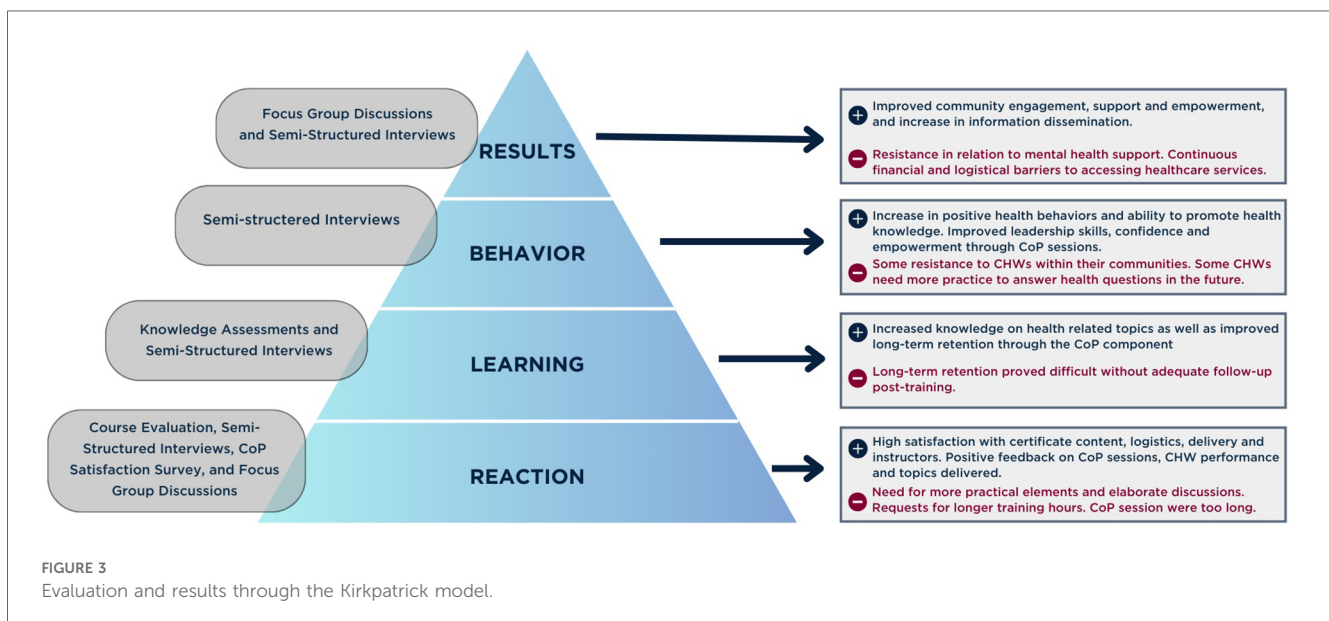 Focus Group Discussions
and Semi-Structured Interviews
RESULTS
Improved community engagement, support and empowerment,
and increase in information dissemination.
Resistance in relation to mental health support. Continuous
financial and logistical barriers to accessing healthcare services.
Semi-structered Interviews
BEHAVIOR
Increase in positive health behaviors and ability to promote health
knowledge. Improved leadership skills, confidence and
empowerment through CoP sessions.
Some resistance to CHWs within their communities. Some CHWs
need more practice to answer health questions in the future.
Knowledge Assessments and
Semi-Structured Interviews
LEARNING
Increased knowledge on health related topics as well as improved
long-term retention through the CoP component
Long-term retention proved difficult without adequate follow-up
post-training.
Course Evaluation, Semi-
Structured Interviews, CoP
Satisfaction Survey, and Focus
Group Discussions
REACTION
High satisfaction with certificate content, logistics, delivery and
instructors. Positive feedback on CoP sessions, CHW performance
and topics delivered.
Need for more practical elements and elaborate discussions.
Requests for longer training hours. CoP session were too long.
FIGURE 3
Evaluation and results through the Kirkpatrick model.